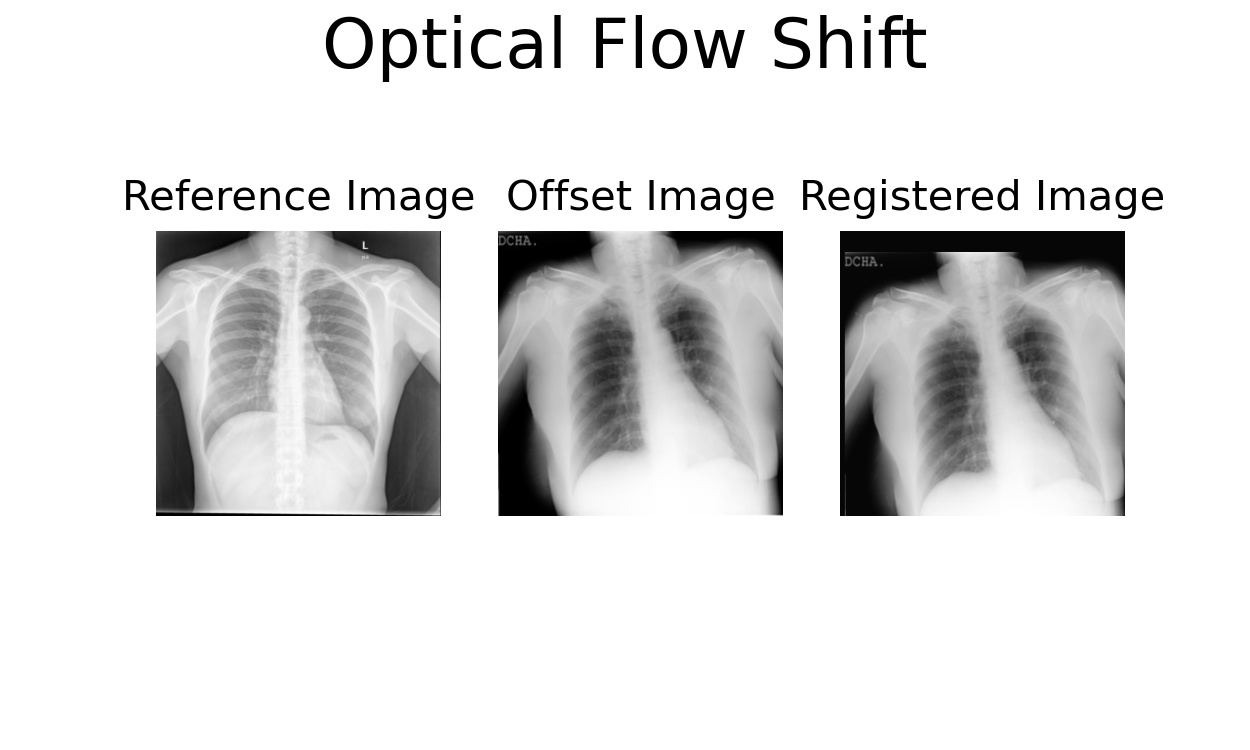 Optical Flow Shift
Reference Image Offset Image Registered Image
L
DCHA.
DCHA.